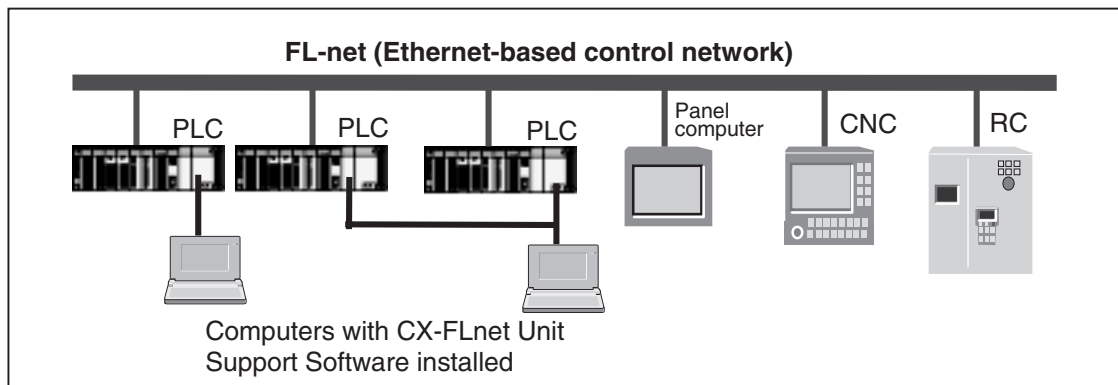 FL-net (Ethernet-based control network)
PLC
PLC
PLC
Panel
computer
CNC
RC
Computers with CX-FLnet Unit
Support Software installed